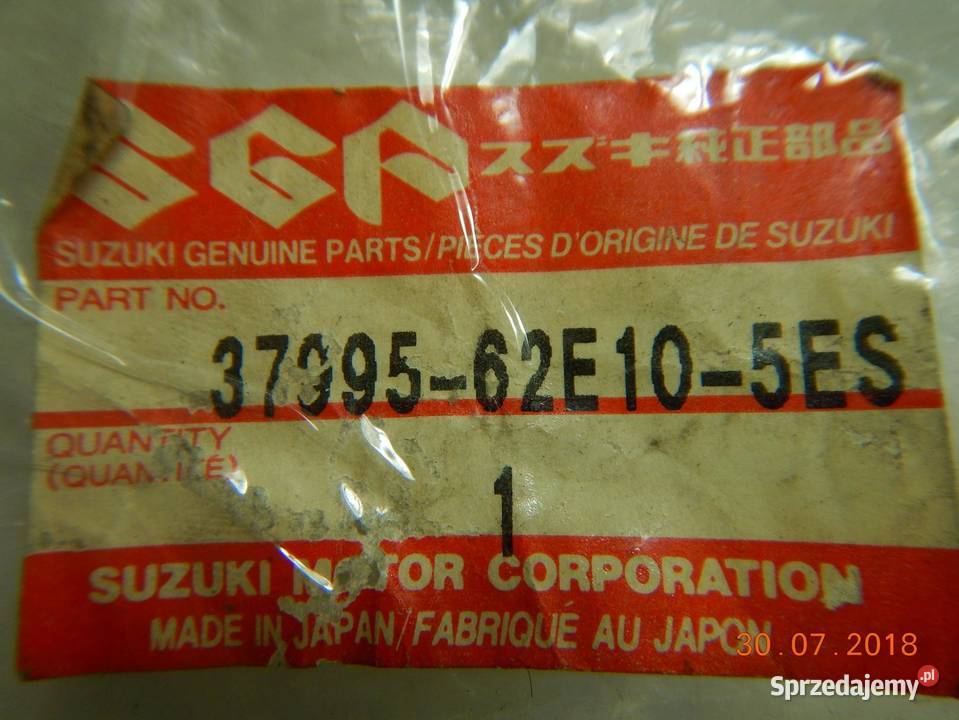 SGP スズキ純正部品
SUZUKI GENUINE PARTS/PIÈCES D'ORIGINE DE SUZUKI
PART NO.
37995-62E10-5ES
QUANTITY
(QUANTITÉ)
1
SUZUKI MOTOR CORPORATION
MADE IN JAPAN/FABRIQUÉ AU JAPON
30.07.2018
Sprzedajemy.pl